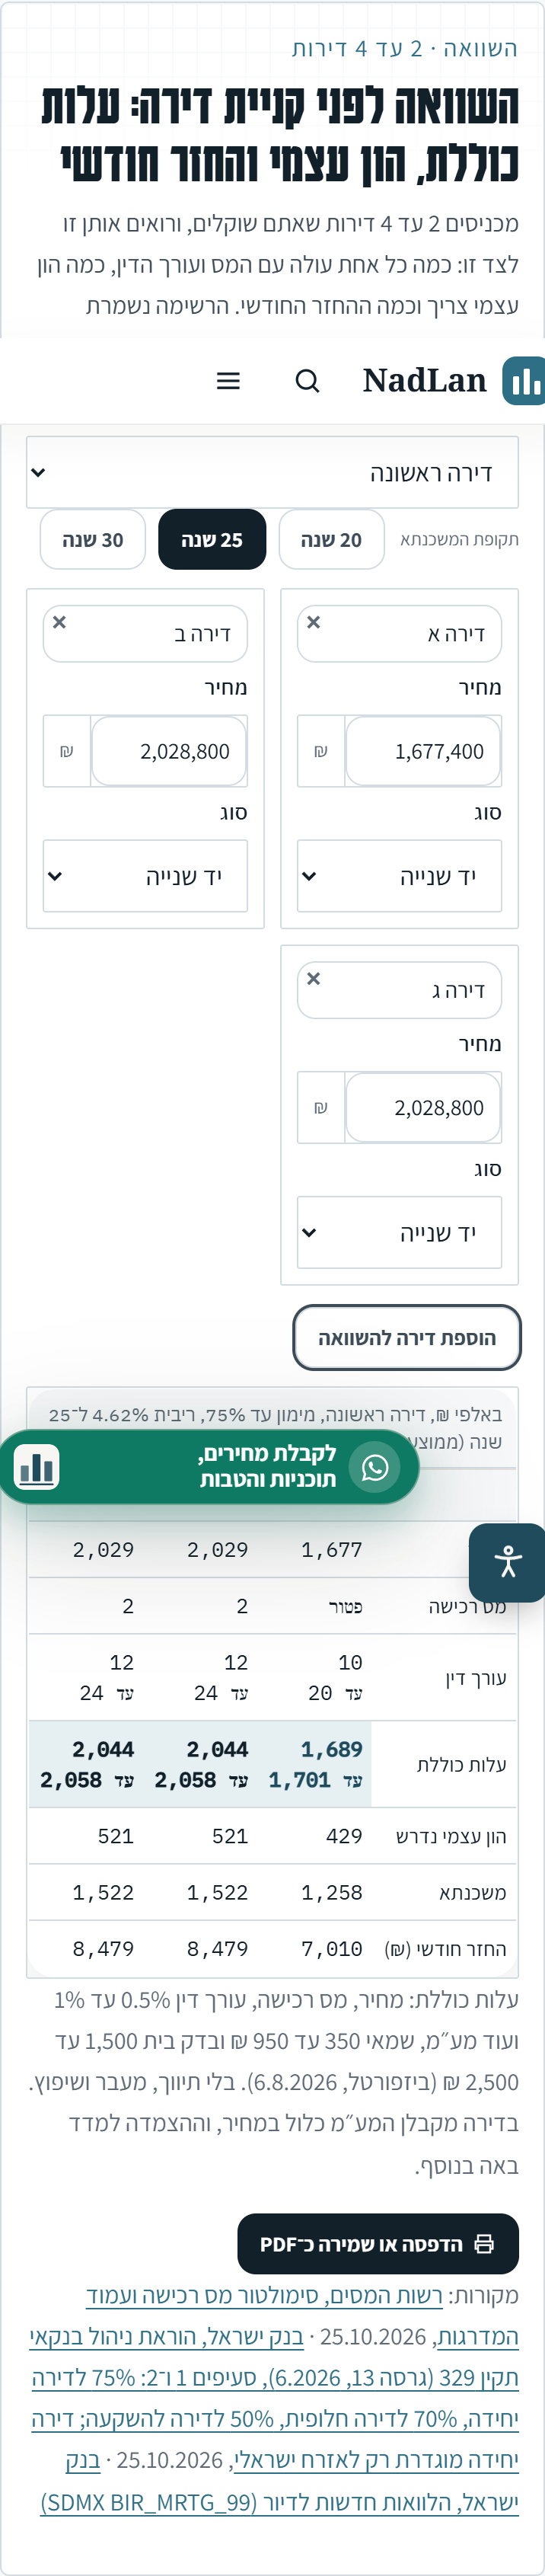 השוואה · 2 עד 4 דירות
השוואה לפני קניית דירה: עלות
כוללת, הון עצמי והחזר חודשי
מכניסים 2 עד 4 דירות שאתם שוקלים, ורואים אותן זו
לצד זו: כמה כל אחת עולה עם המס ועורך הדין, כמה הון
עצמי צריך וכמה ההחזר החודשי. הרשימה נשמרת
NadLan
דירה ראשונה
תקופת המשכנתא 20 שנה 25 שנה 30 שנה
דירה א × דירה ב ×
מחיר מחיר
1,677,400 ₪ 2,028,800 ₪
סוג סוג
יד שנייה יד שנייה
דירה ג ×
מחיר
2,028,800 ₪
סוג
יד שנייה
הוספת דירה להשוואה
באלפי ₪, דירה ראשונה, מימון עד 75%, ריבית 4.62% ל־25
שנה
לקבלת מחירים,
תוכניות והטבות
1,677 2,029 2,029
מס רכישה פטור 2 2
עורך דין 10 עד 20 12 עד 24 12 עד 24
עלות כוללת 1,689 עד 1,701 2,044 עד 2,058 2,044 עד 2,058
הון עצמי נדרש 429 521 521
משכנתא 1,258 1,522 1,522
החזר חודשי (₪) 7,010 8,479 8,479
עלות כוללת: מחיר, מס רכישה, עורך דין 0.5% עד 1%
ועוד מע״מ, שמאי 350 עד 950 ₪ ובדק בית 1,500 עד
2,500 ₪ (ביזפורטל, 6.8.2026). בלי תיווך, מעבר ושיפוץ.
בדירה מקבלן המע״מ כלול במחיר, וההצמדה למדד
באה בנוסף.
הדפסה או שמירה כ־PDF
מקורות: רשות המסים, סימולטור מס רכישה ועמוד
המדרגות, 25.10.2026 · בנק ישראל, הוראת ניהול בנקאי
תקין 329 (גרסה 13, 6.2026), סעיפים 1 ו־2: 75% לדירה
יחידה, 70% לדירה חלופית, 50% לדירה להשקעה; דירה
יחידה מוגדרת רק לאזרח ישראלי, 25.10.2026 · בנק
ישראל, הלוואות חדשות לדיור (SDMX BIR_MRTG_99)